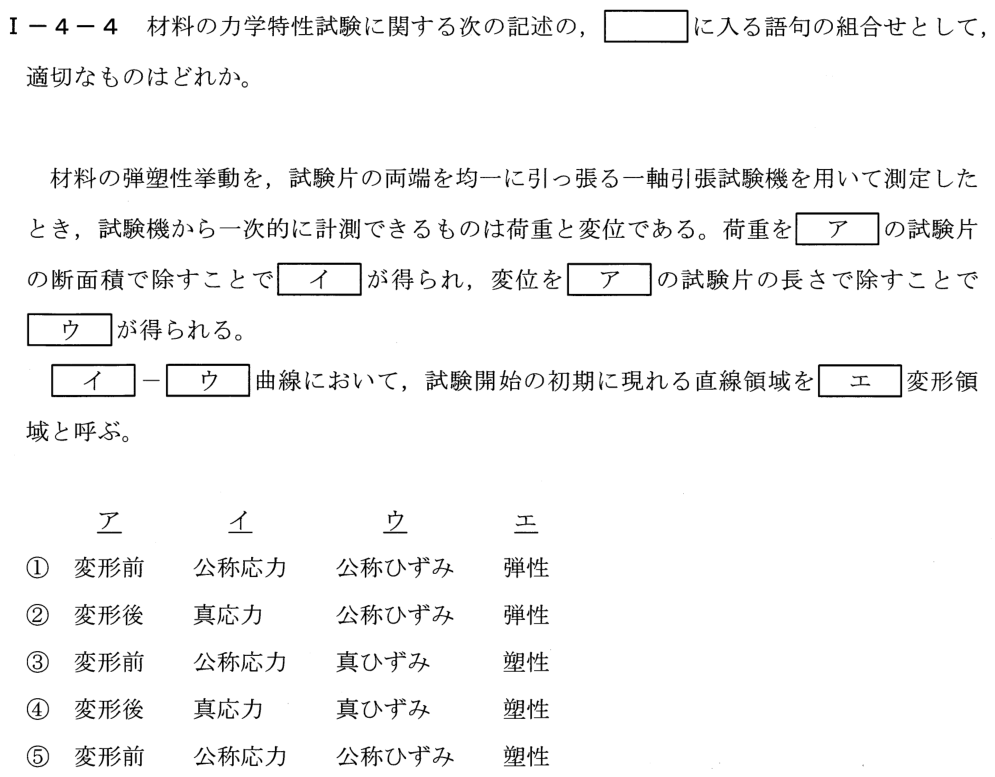 Ⅰ－４－４　材料の力学特性試験に関する次の記述の，　　　に入る語句の組合せとして，
適切なものはどれか。
材料の弾塑性挙動を，試験片の両端を均一に引っ張る一軸引張試験機を用いて測定した
とき，試験機から一次的に計測できるものは荷重と変位である。荷重を ア の試験片
の断面積で除すことで イ が得られ，変位を ア の試験片の長さで除すことで
ウ が得られる。
イ － ウ 曲線において，試験開始の初期に現れる直線領域を エ 変形領
域と呼ぶ。
ア　イ　ウ　エ
① 変形前　公称応力　公称ひずみ　弾性
② 変形後　真応力　公称ひずみ　弾性
③ 変形前　公称応力　真ひずみ　塑性
④ 変形後　真応力　真ひずみ　塑性
⑤ 変形前　公称応力　公称ひずみ　塑性